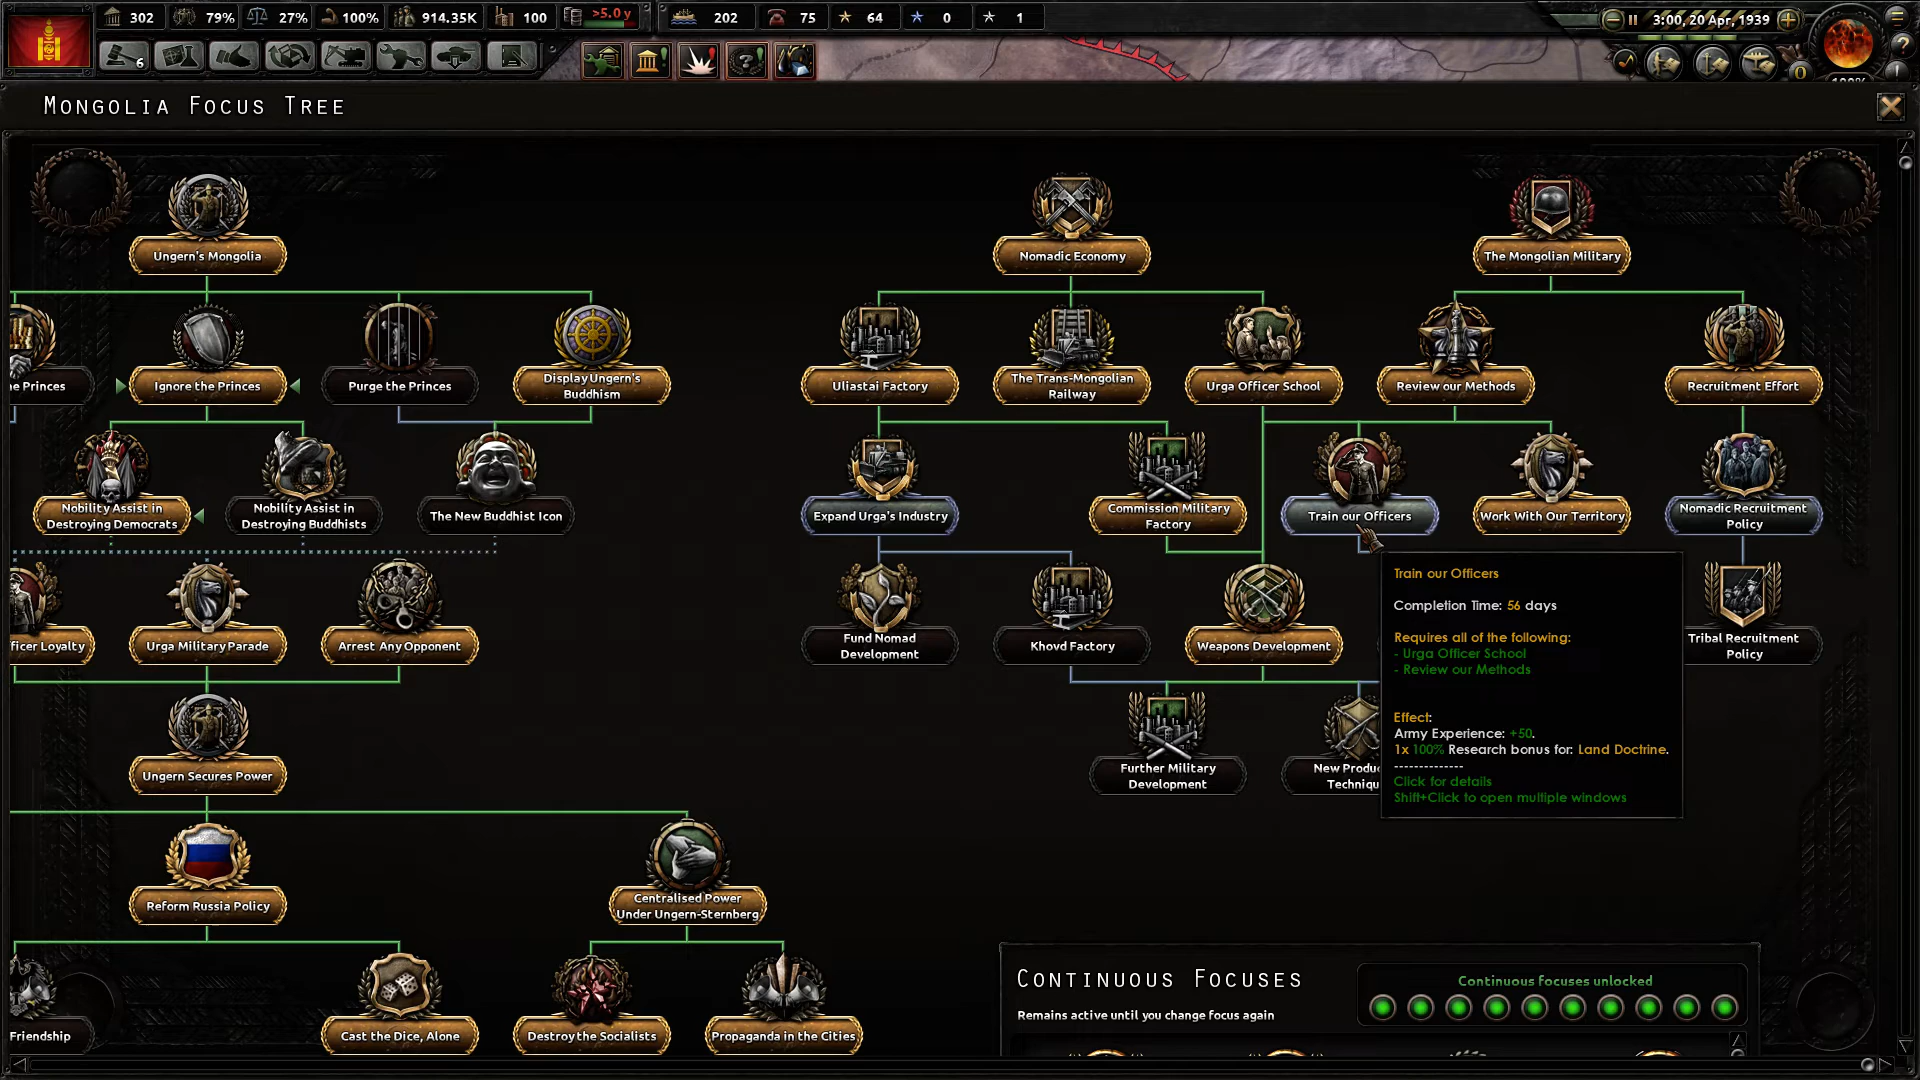 302
79%
27%
100%
914.35K
100
>5.0 y
202
75
64
0
1
3:00, 20 Apr, 1939
6
0
100%
Mongolia Focus Tree
Ungern's Mongolia
Nomadic Economy
The Mongolian Military
he Princes
Ignore the Princes
Purge the Princes
Display Ungern's
Buddhism
Uliastai Factory
The Trans-Mongolian
Railway
Urga Officer School
Review our Methods
Recruitment Effort
Nobility Assist in
Destroying Democrats
Nobility Assist in
Destroying Buddhists
The New Buddhist Icon
Expand Urga's Industry
Commission Military
Factory
Train our Officers
Work With Our Territory
Nomadic Recruitment
Policy
fficer Loyalty
Urga Military Parade
Arrest Any Opponent
Fund Nomad
Development
Khovd Factory
Weapons Development
Tribal Recruitment
Policy
Train our Officers
Completion Time: 56 days
Requires all of the following:
- Urga Officer School
- Review our Methods
Effect:
Army Experience: +50.
1x 100% Research bonus for: Land Doctrine.
--------------
Click for details
Shift+Click to open multiple windows
Ungern Secures Power
Further Military
Development
New Produc
Techniqu
Reform Russia Policy
Centralised Power
Under Ungern-Sternberg
Friendship
Cast the Dice, Alone
Destroy the Socialists
Propaganda in the Cities
Continuous Focuses
Continuous focuses unlocked
Remains active until you change focus again